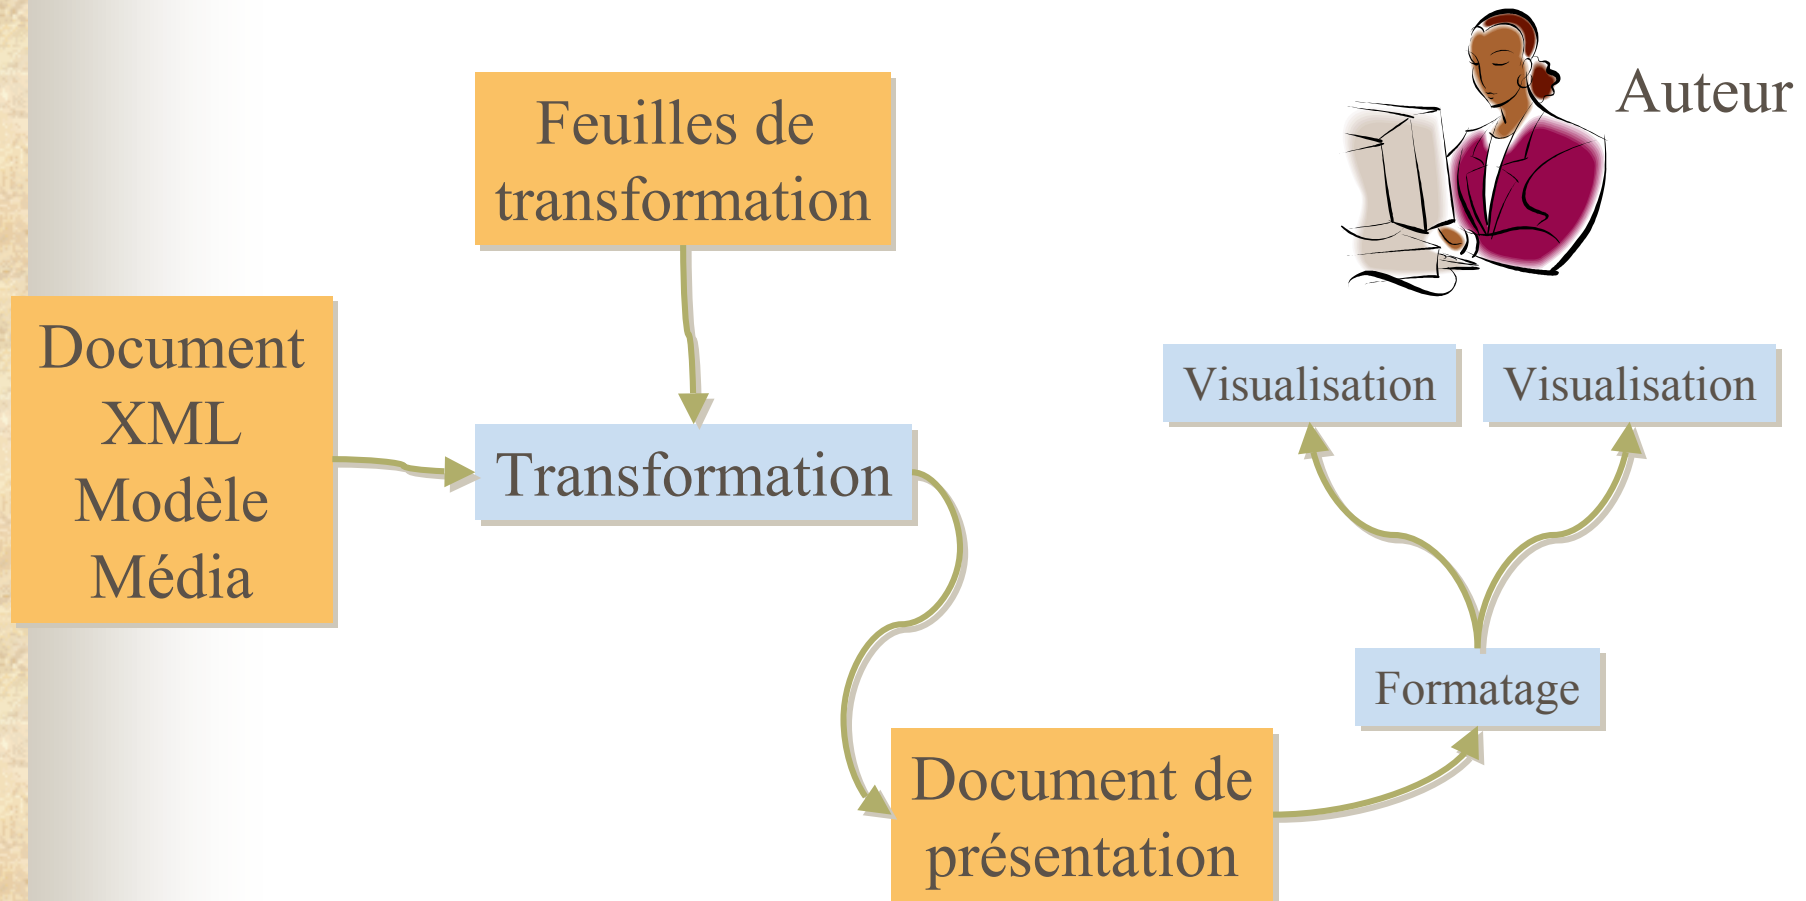 Feuilles de
transformation
Auteur
Document
XML
Modèle
Média
Transformation
Visualisation
Visualisation
Formatage
Document de
présentation